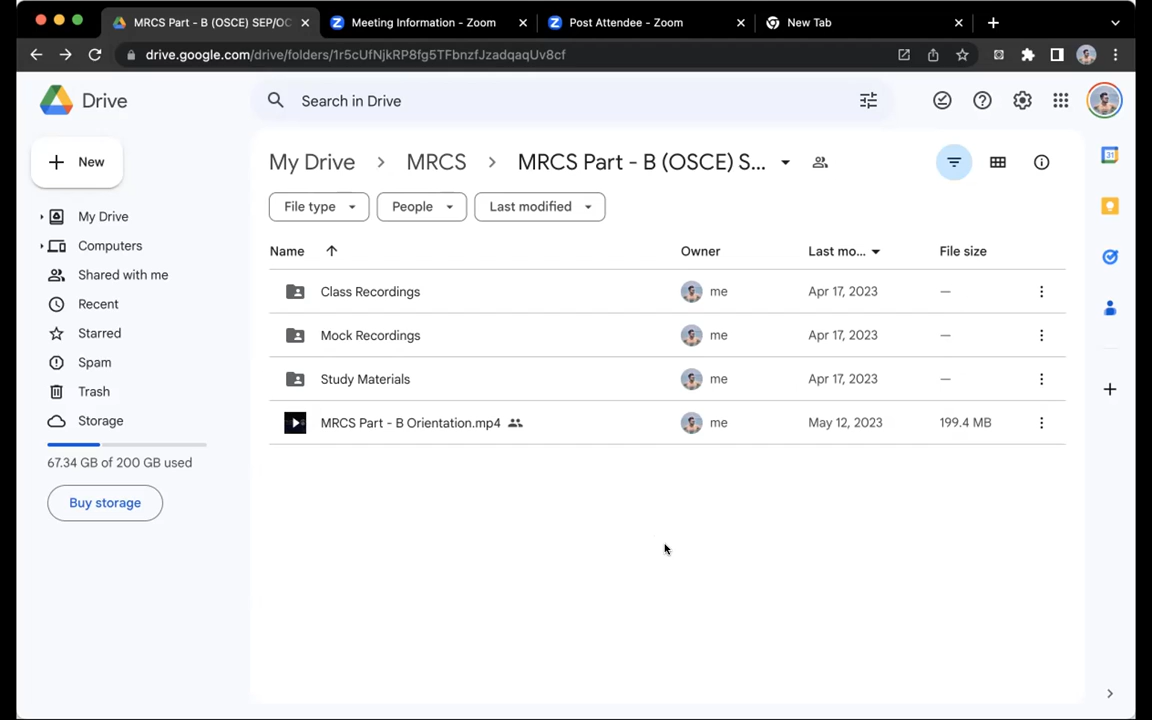 MRCS Part - B (OSCE) SEP/OC
Meeting Information - Zoom
Post Attendee - Zoom
New Tab
drive.google.com/drive/folders/1r5cUfNjkRP8fg5TFbnzfJzadqaqUv8cf
Drive
Search in Drive
New
My Drive
Computers
Shared with me
Recent
Starred
Spam
Trash
Storage
67.34 GB of 200 GB used
Buy storage
My Drive > MRCS > MRCS Part - B (OSCE) S...
File type
People
Last modified
Name
Owner
Last mo...
File size
Class Recordings
me
Apr 17, 2023
—
Mock Recordings
me
Apr 17, 2023
—
Study Materials
me
Apr 17, 2023
—
MRCS Part - B Orientation.mp4
me
May 12, 2023
199.4 MB
31